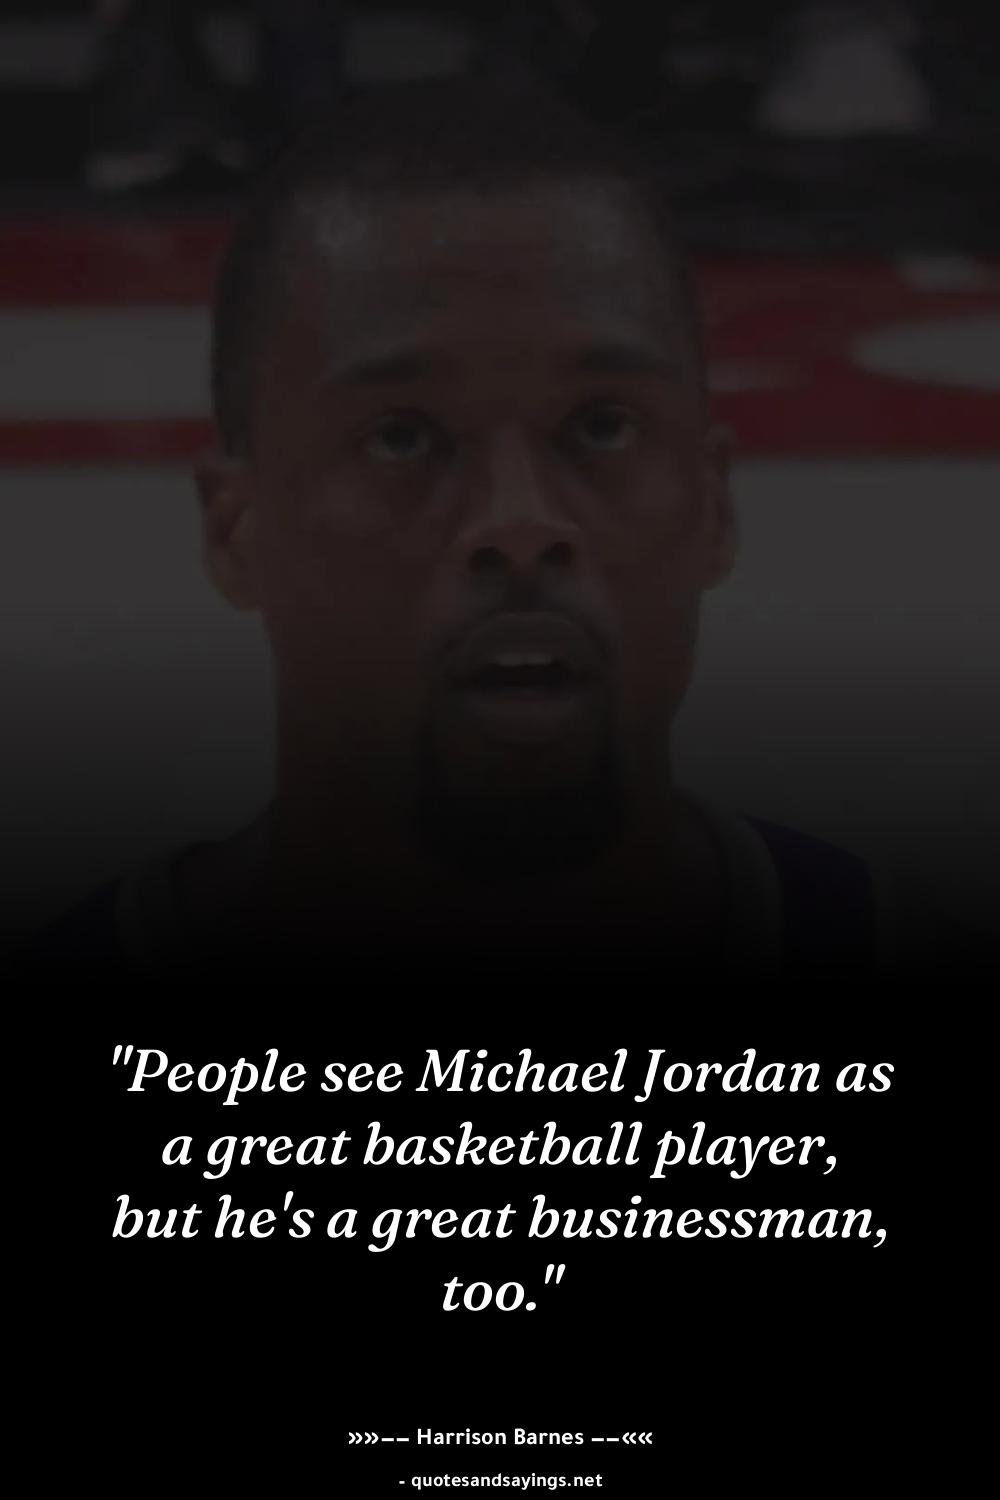 "People see Michael Jordan as
a great basketball player,
but he's a great businessman,
too."
»»–– Harrison Barnes ––««
- quotesandsayings.net